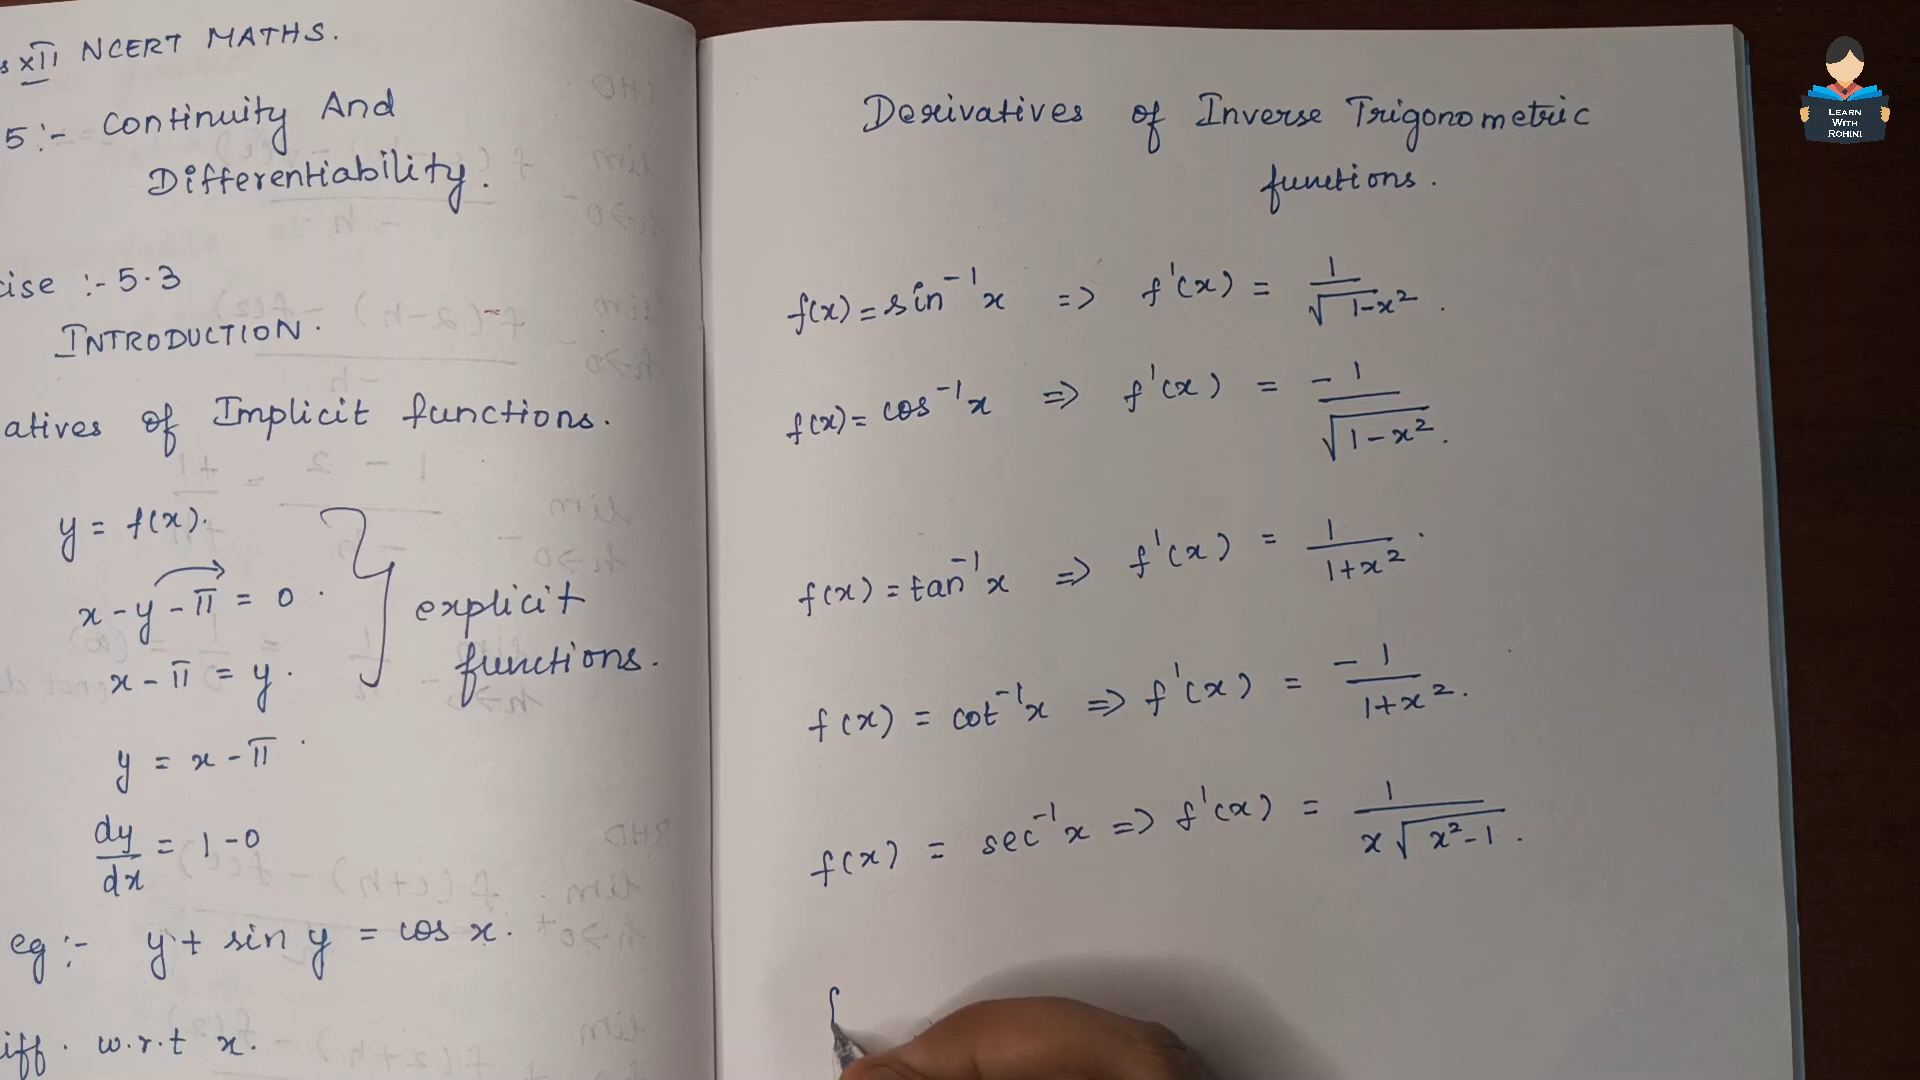 XII NCERT MATHS.
5:- Continuity And
Differentiability.
cise :- 5.3
INTRODUCTION.
atives of Implicit functions.
y = f(x).
x - y - π = 0.
x - π = y.
explicit
functions.
y = x - π
dy/dx = 1 - 0
eg :- y + sin y = cos x.
iff. w.r.t x.
Derivatives of Inverse Trigonometric
functions.
f(x) = sin⁻¹x => f'(x) = 1/√1-x².
f(x) = cos⁻¹x => f'(x) = -1/√1-x².
f(x) = tan⁻¹x => f'(x) = 1/1+x².
f(x) = cot⁻¹x => f'(x) = -1/1+x².
f(x) = sec⁻¹x => f'(x) = 1/x√x²-1.
LEARN
WITH
ROHINI